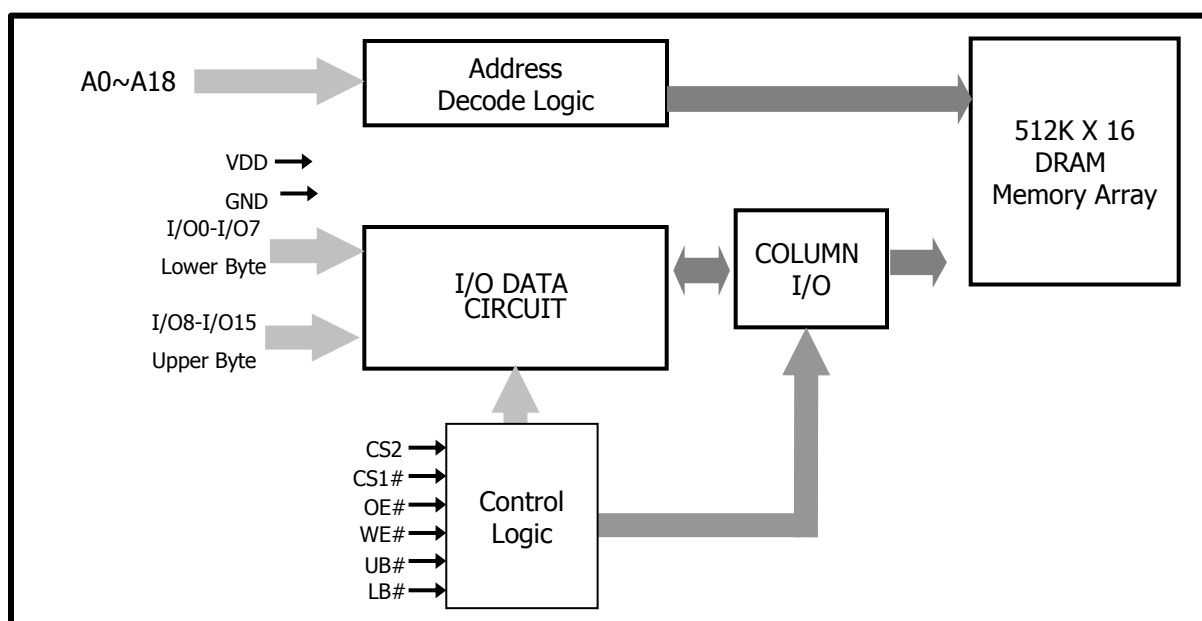 A0~A18
Address
Decode Logic
512K X 16
DRAM
Memory Array
VDD
GND
I/O0-I/O7
Lower Byte
I/O8-I/O15
Upper Byte
I/O DATA
CIRCUIT
COLUMN
I/O
CS2
CS1#
OE#
WE#
UB#
LB#
Control
Logic